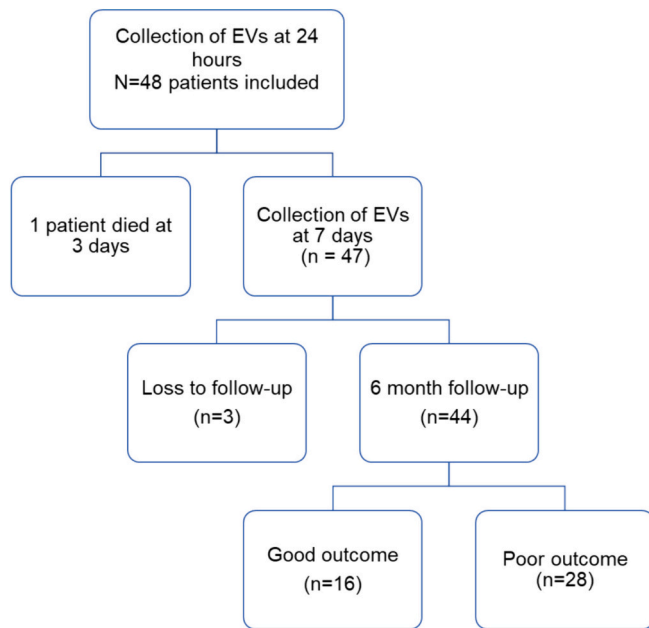 Collection of EVs at 24
hours
N=48 patients included
1 patient died at
3 days
Collection of EVs
at 7 days
(n = 47)
Loss to follow-up
(n=3)
6 month follow-up
(n=44)
Good outcome
(n=16)
Poor outcome
(n=28)